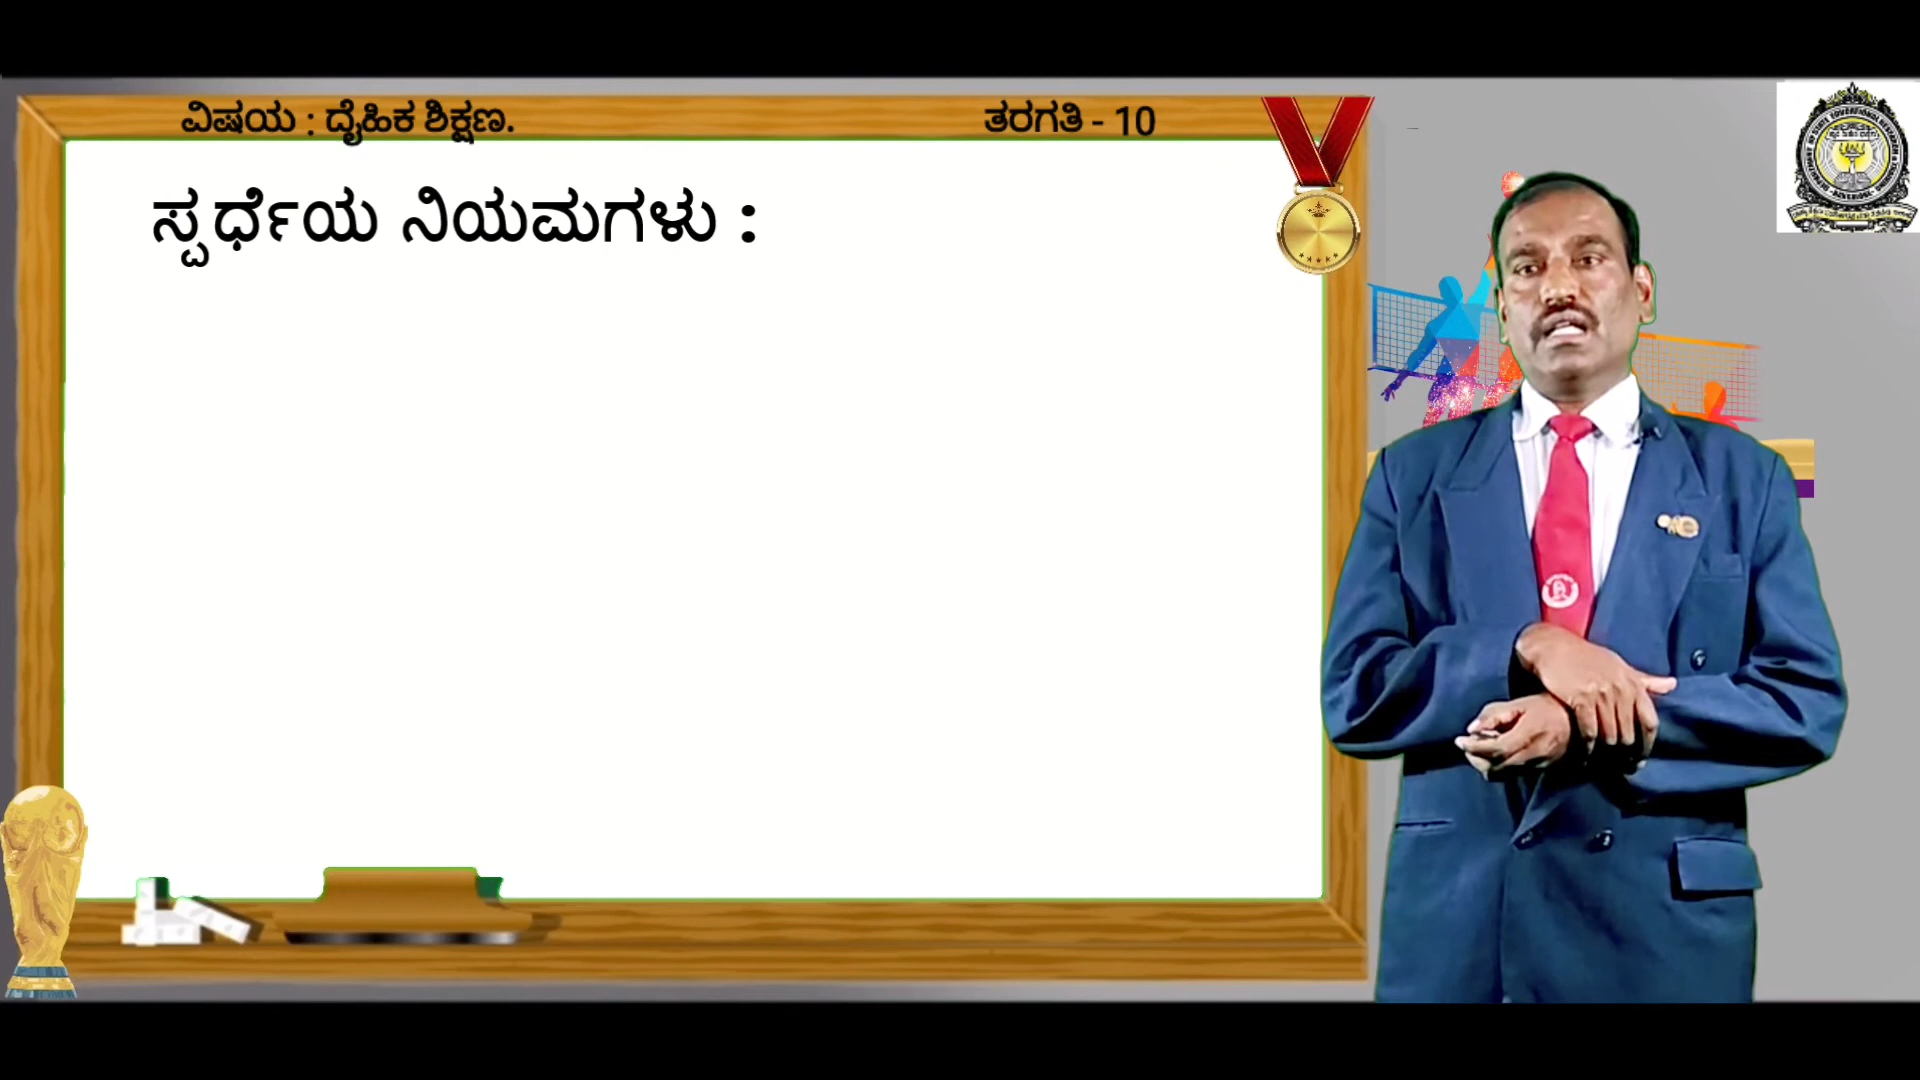 ವಿಷಯ : ದೈಹಿಕ ಶಿಕ್ಷಣ.
ತರಗತಿ - 10
ಸ್ಪರ್ಧೆಯ ನಿಯಮಗಳು :